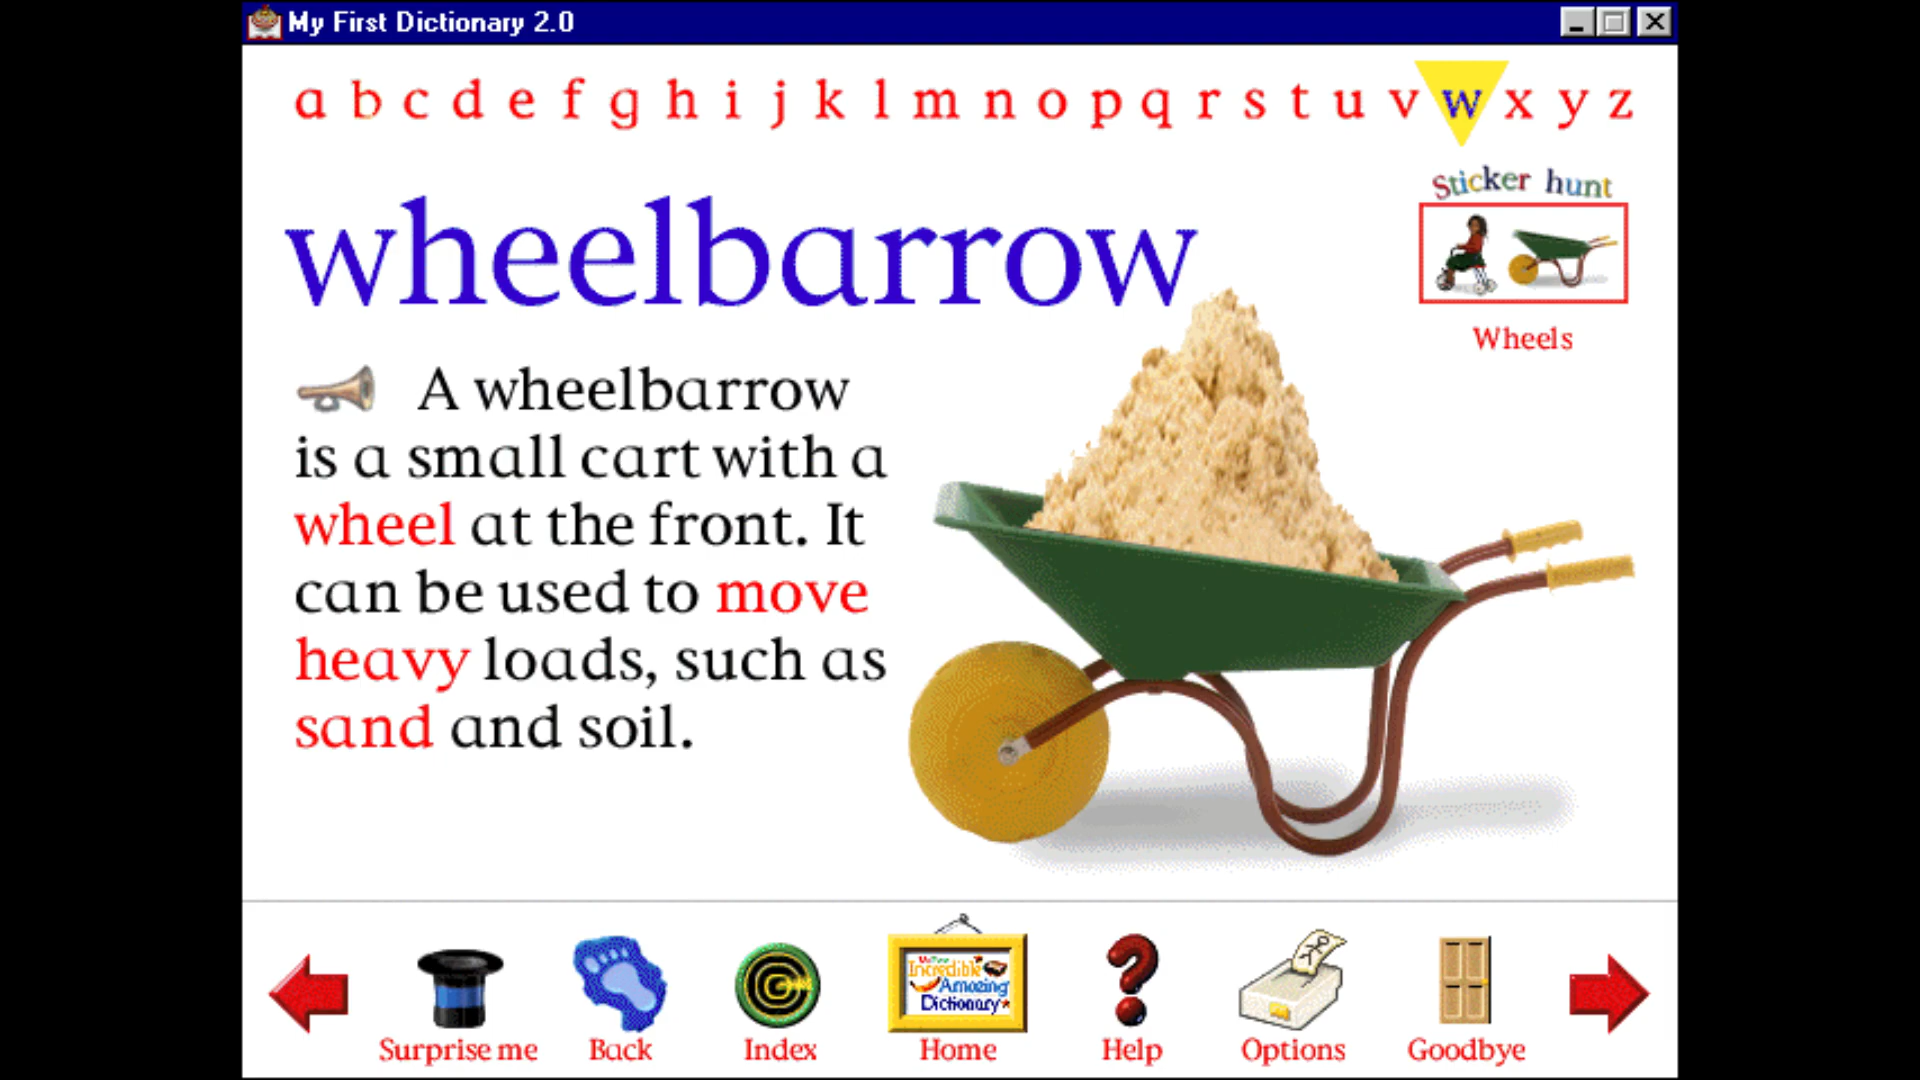 My First Dictionary 2.0
a b c d e f g h i j k l m n o p q r s t u v w x y z
Sticker hunt
Wheels
wheelbarrow
A wheelbarrow
is a small cart with a
wheel at the front. It
can be used to move
heavy loads, such as
sand and soil.
My First
Incredible
Amazing
Dictionary
Surprise me
Back
Index
Home
Help
Options
Goodbye